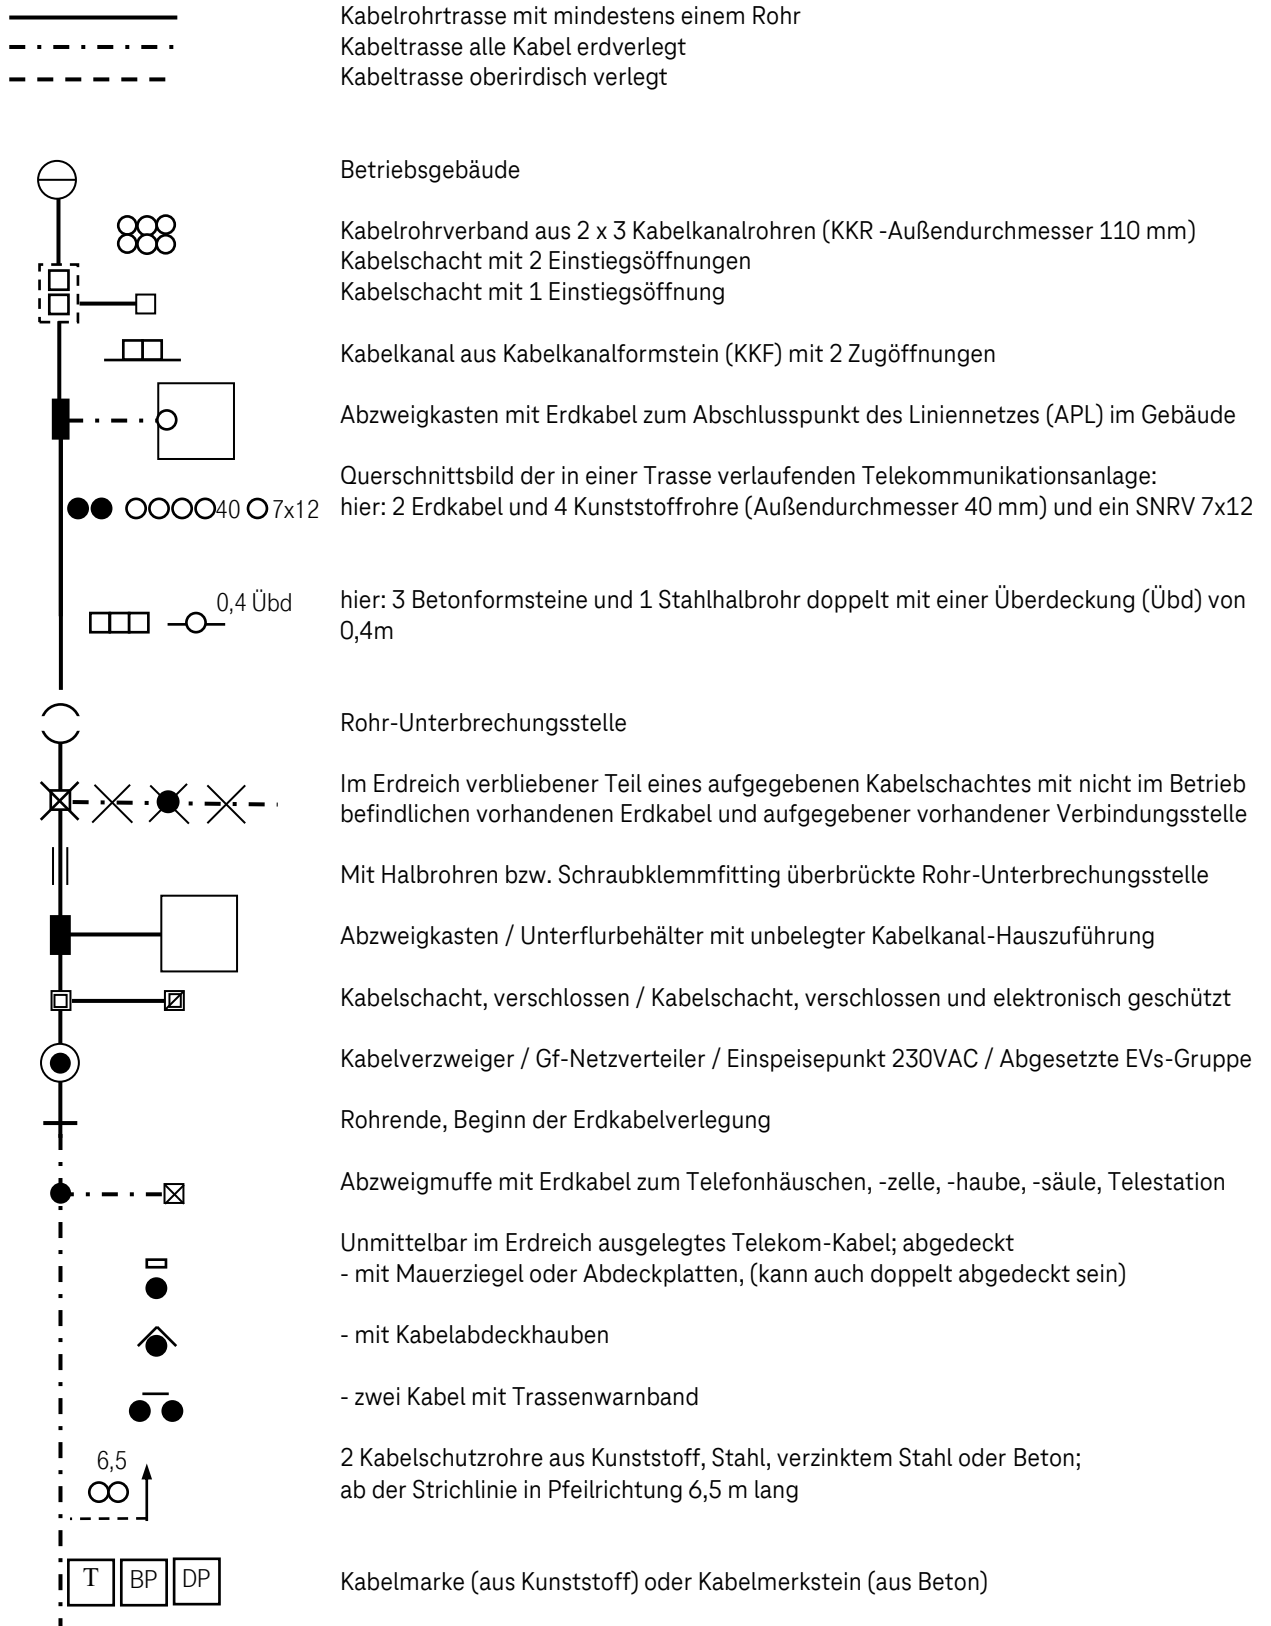 Kabelrohrtrasse mit mindestens einem Rohr
Kabeltrasse alle Kabel erdverlegt
Kabeltrasse oberirdisch verlegt
Betriebsgebäude
Kabelrohrverband aus 2 x 3 Kabelkanalrohren (KKR -Außendurchmesser 110 mm)
Kabelschacht mit 2 Einstiegsöffnungen
Kabelschacht mit 1 Einstiegsöffnung
Kabelkanal aus Kabelkanalformstein (KKF) mit 2 Zugöffnungen
Abzweigkasten mit Erdkabel zum Abschlusspunkt des Liniennetzes (APL) im Gebäude
Querschnittsbild der in einer Trasse verlaufenden Telekommunikationsanlage:
40 7x12 hier: 2 Erdkabel und 4 Kunststoffrohre (Außendurchmesser 40 mm) und ein SNRV 7x12
0,4 Übd hier: 3 Betonformsteine und 1 Stahlhalbrohr doppelt mit einer Überdeckung (Übd) von
0,4m
Rohr-Unterbrechungsstelle
Im Erdreich verbliebener Teil eines aufgegebenen Kabelschachtes mit nicht im Betrieb
befindlichen vorhandenen Erdkabel und aufgegebener vorhandener Verbindungsstelle
Mit Halbrohren bzw. Schraubklemmfitting überbrückte Rohr-Unterbrechungsstelle
Abzweigkasten / Unterflurbehälter mit unbelegter Kabelkanal-Hauszuführung
Kabelschacht, verschlossen / Kabelschacht, verschlossen und elektronisch geschützt
Kabelverzweiger / Gf-Netzverteiler / Einspeisepunkt 230VAC / Abgesetzte EVs-Gruppe
Rohrende, Beginn der Erdkabelverlegung
Abzweigmuffe mit Erdkabel zum Telefonhäuschen, -zelle, -haube, -säule, Telestation
Unmittelbar im Erdreich ausgelegtes Telekom-Kabel; abgedeckt
- mit Mauerziegel oder Abdeckplatten, (kann auch doppelt abgedeckt sein)
- mit Kabelabdeckhauben
- zwei Kabel mit Trassenwarnband
6,5 2 Kabelschutzrohre aus Kunststoff, Stahl, verzinktem Stahl oder Beton;
ab der Strichlinie in Pfeilrichtung 6,5 m lang
T BP DP Kabelmarke (aus Kunststoff) oder Kabelmerkstein (aus Beton)